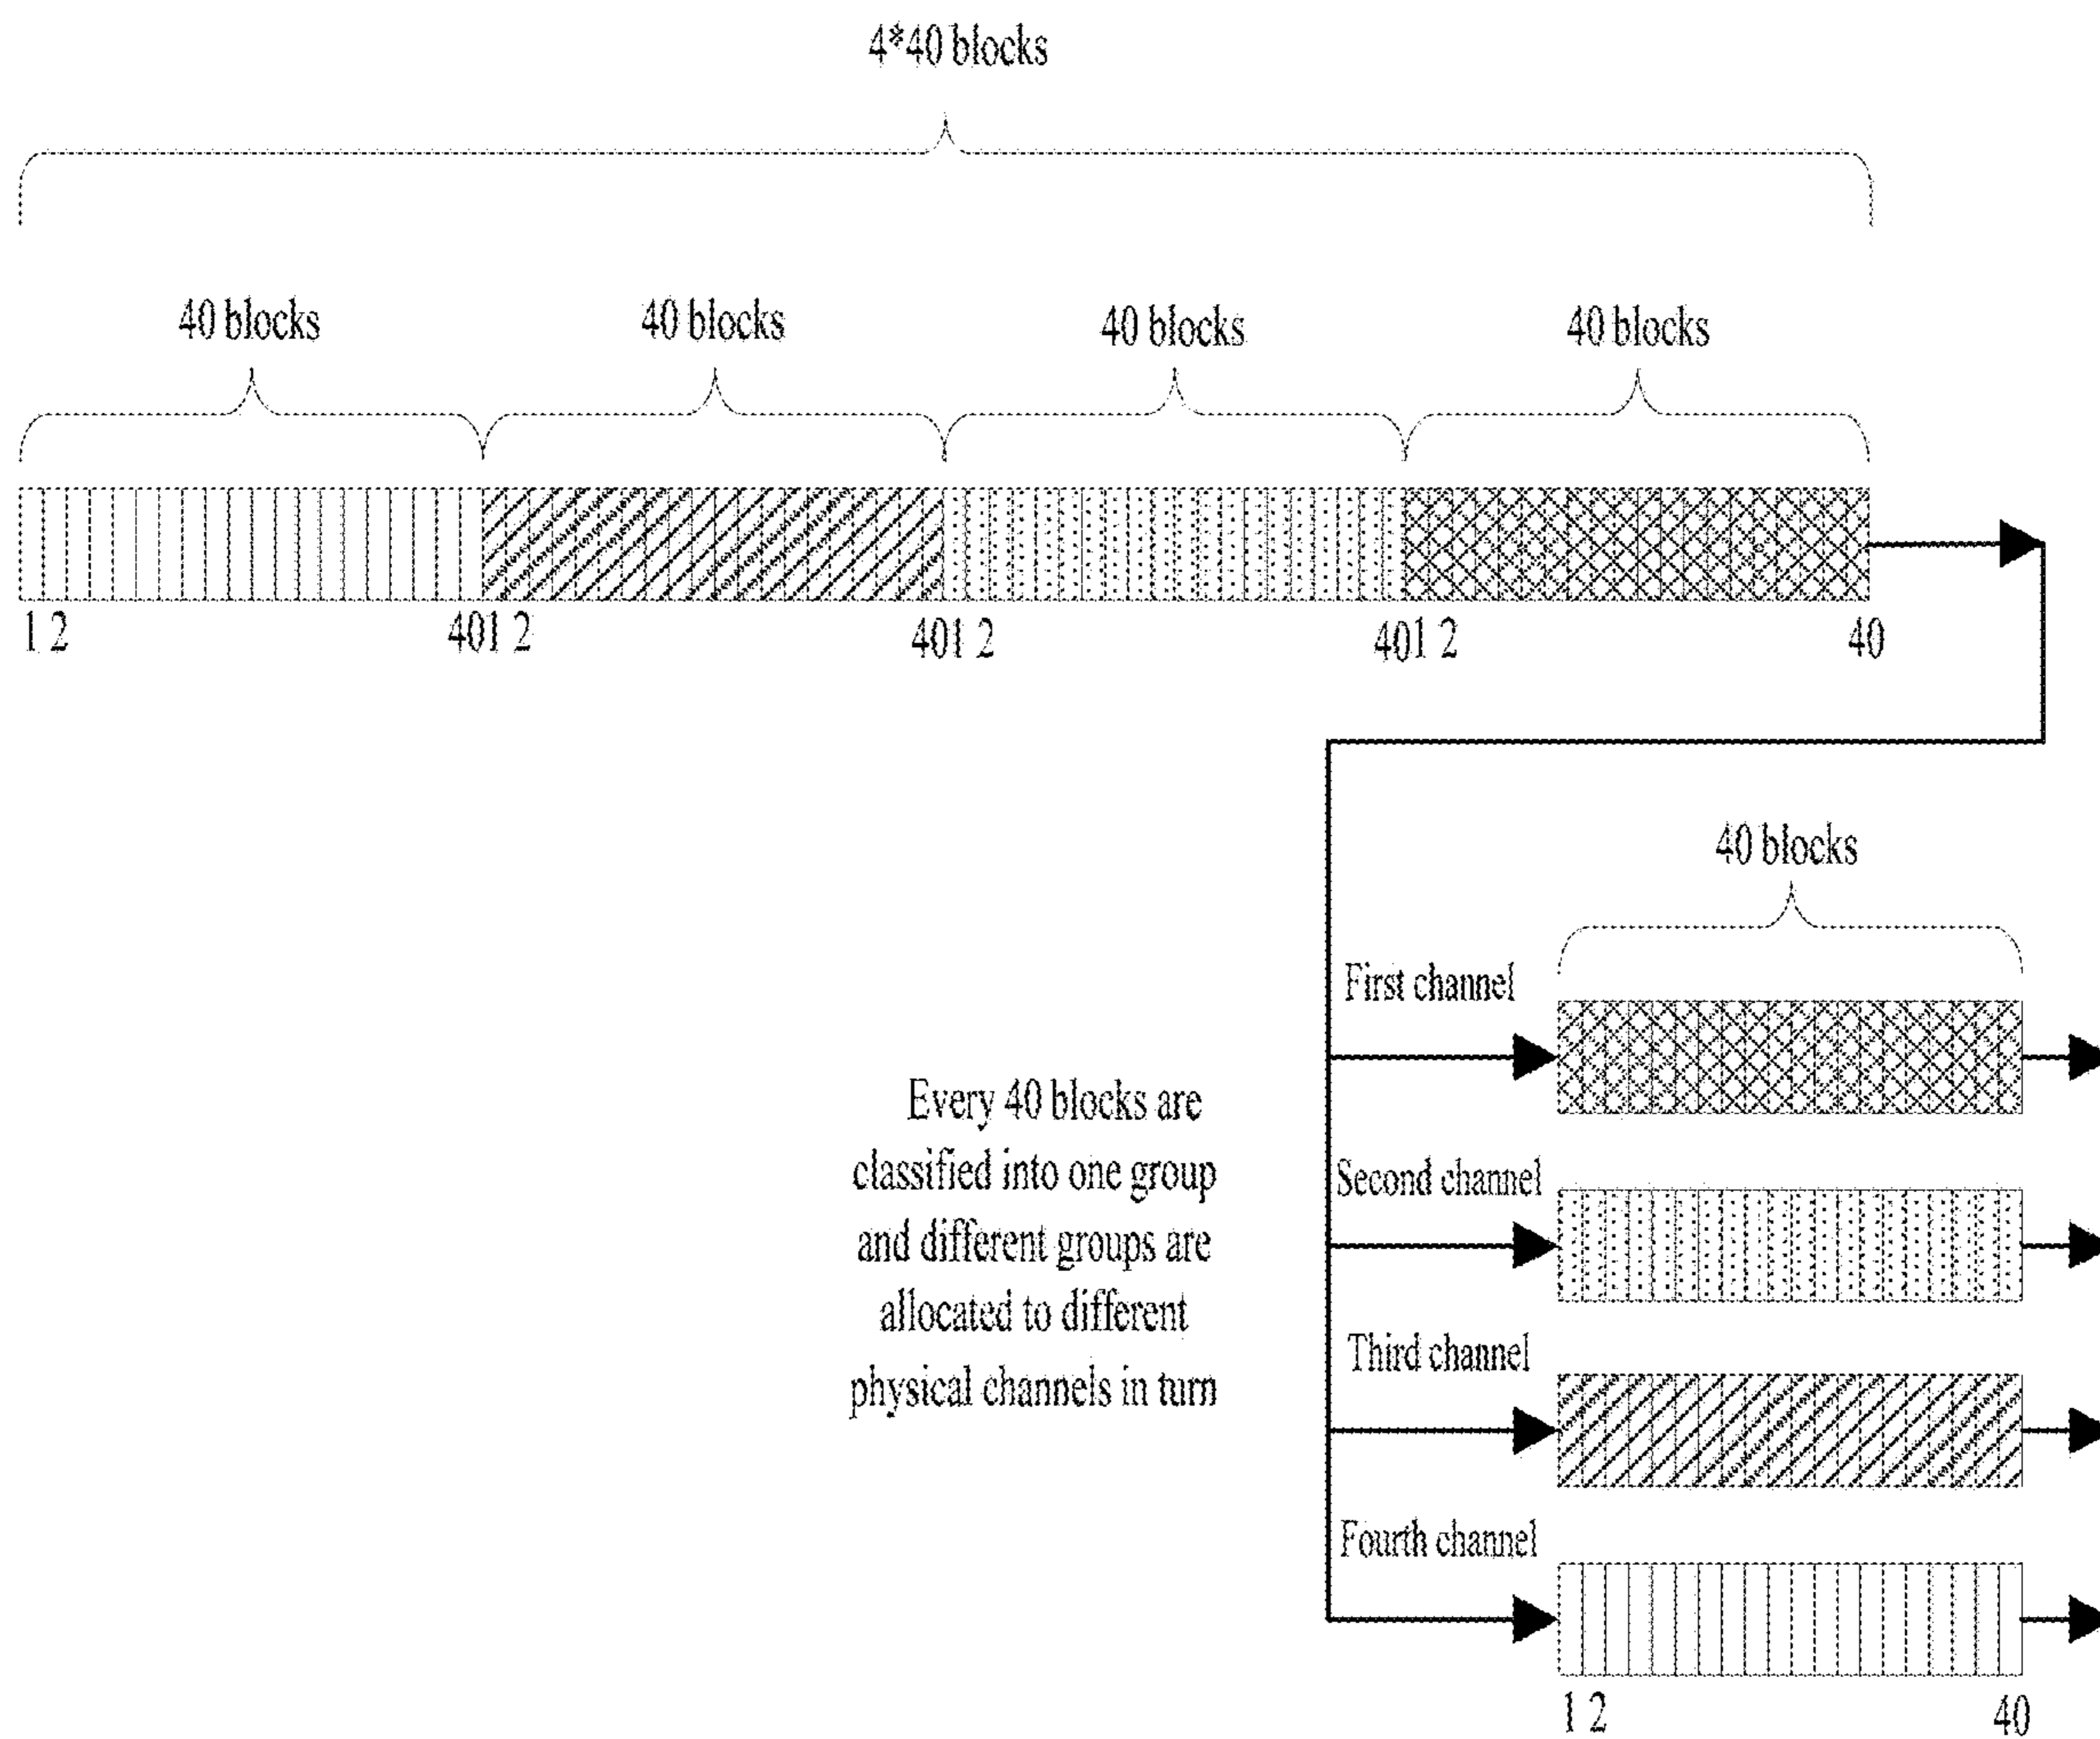 4*40 blocks
40 blocks 40 blocks 40 blocks 40 blocks
1 2 401 2 401 2 401 2 40
40 blocks
First channel
Second channel
Third channel
Fourth channel
1 2 40
Every 40 blocks are
classified into one group
and different groups are
allocated to different
physical channels in turn